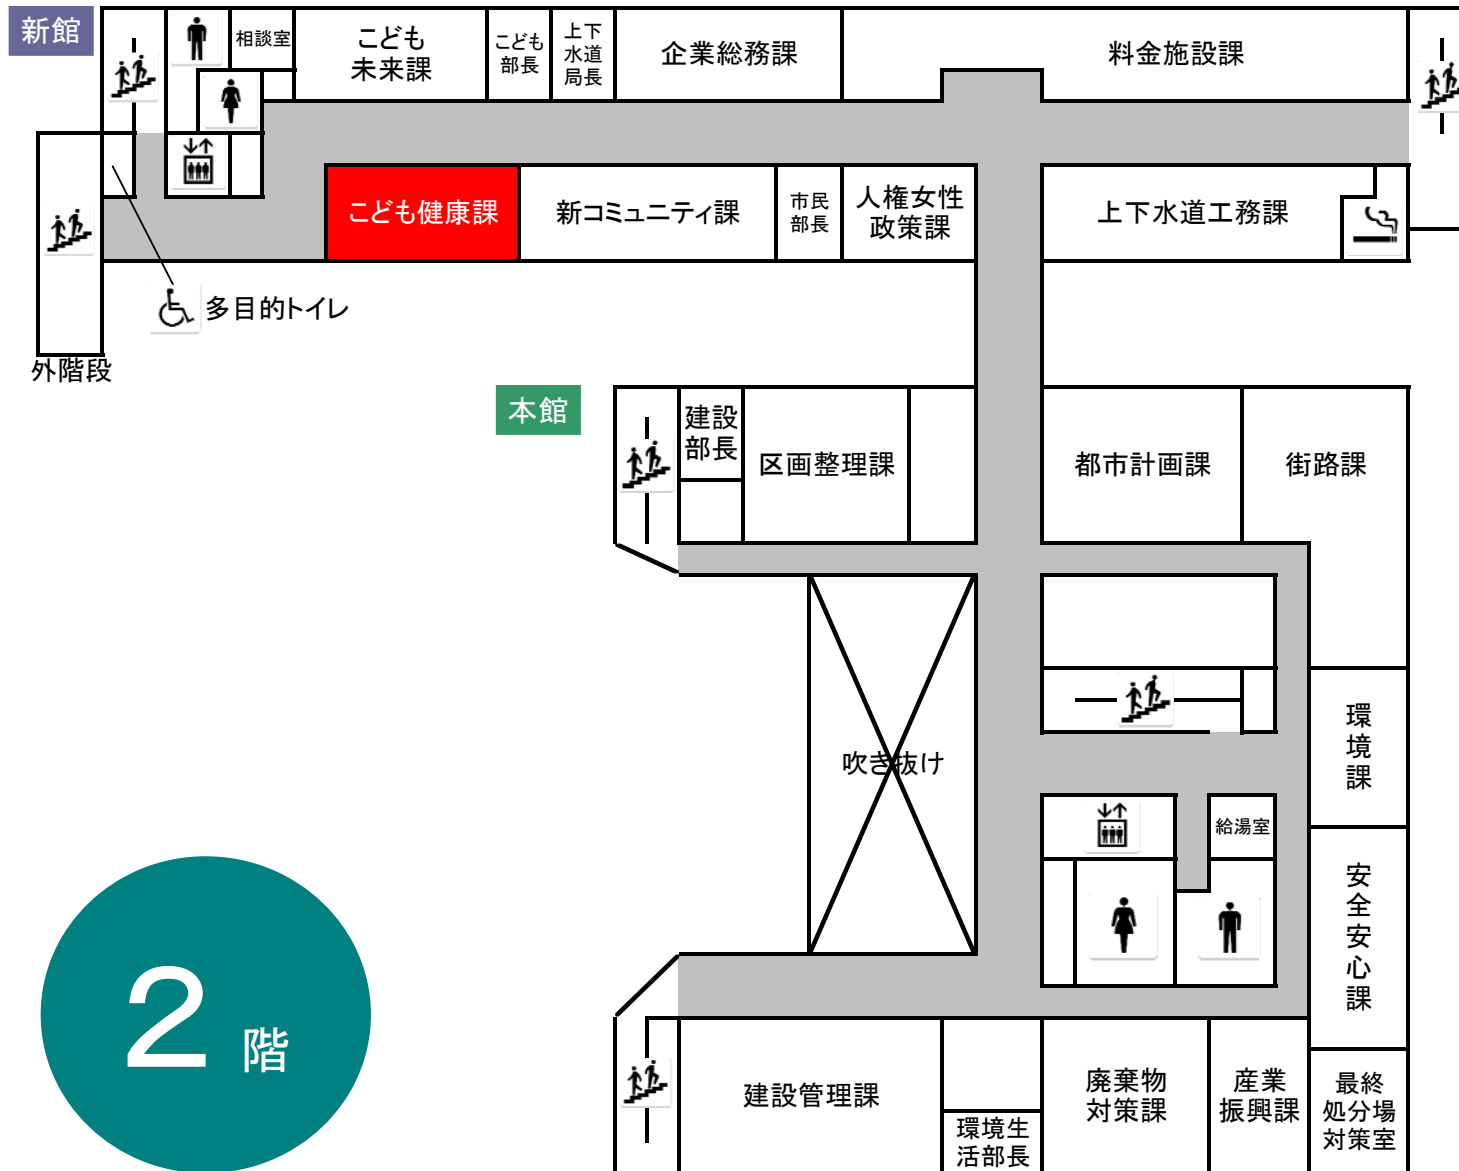 新館
相談室
こども
未来課
こども
部長
上下
水道
局長
企業総務課
料金施設課
こども健康課
新コミュニティ課
市民
部長
人権女性
政策課
上下水道工務課
多目的トイレ
外階段
本館
建設
部長
区画整理課
都市計画課
街路課
環境課
吹き抜け
給湯室
安全安心課
2階
建設管理課
環境生
活部長
廃棄物
対策課
産業
振興課
最終
処分場
対策室